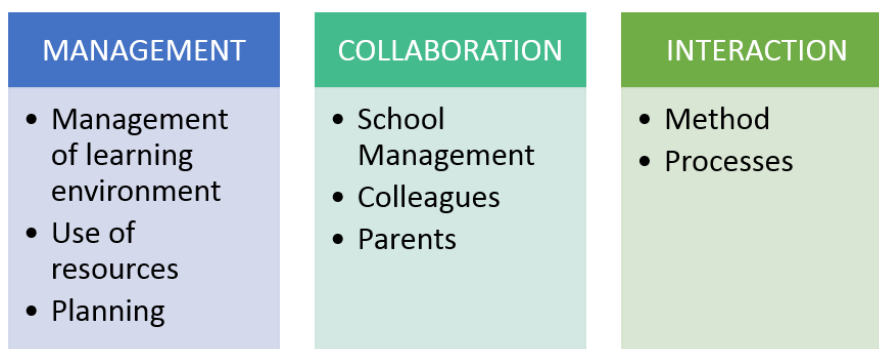 MANAGEMENT
• Management
of learning
environment
• Use of
resources
• Planning
COLLABORATION
• School
Management
• Colleagues
• Parents
INTERACTION
• Method
• Processes